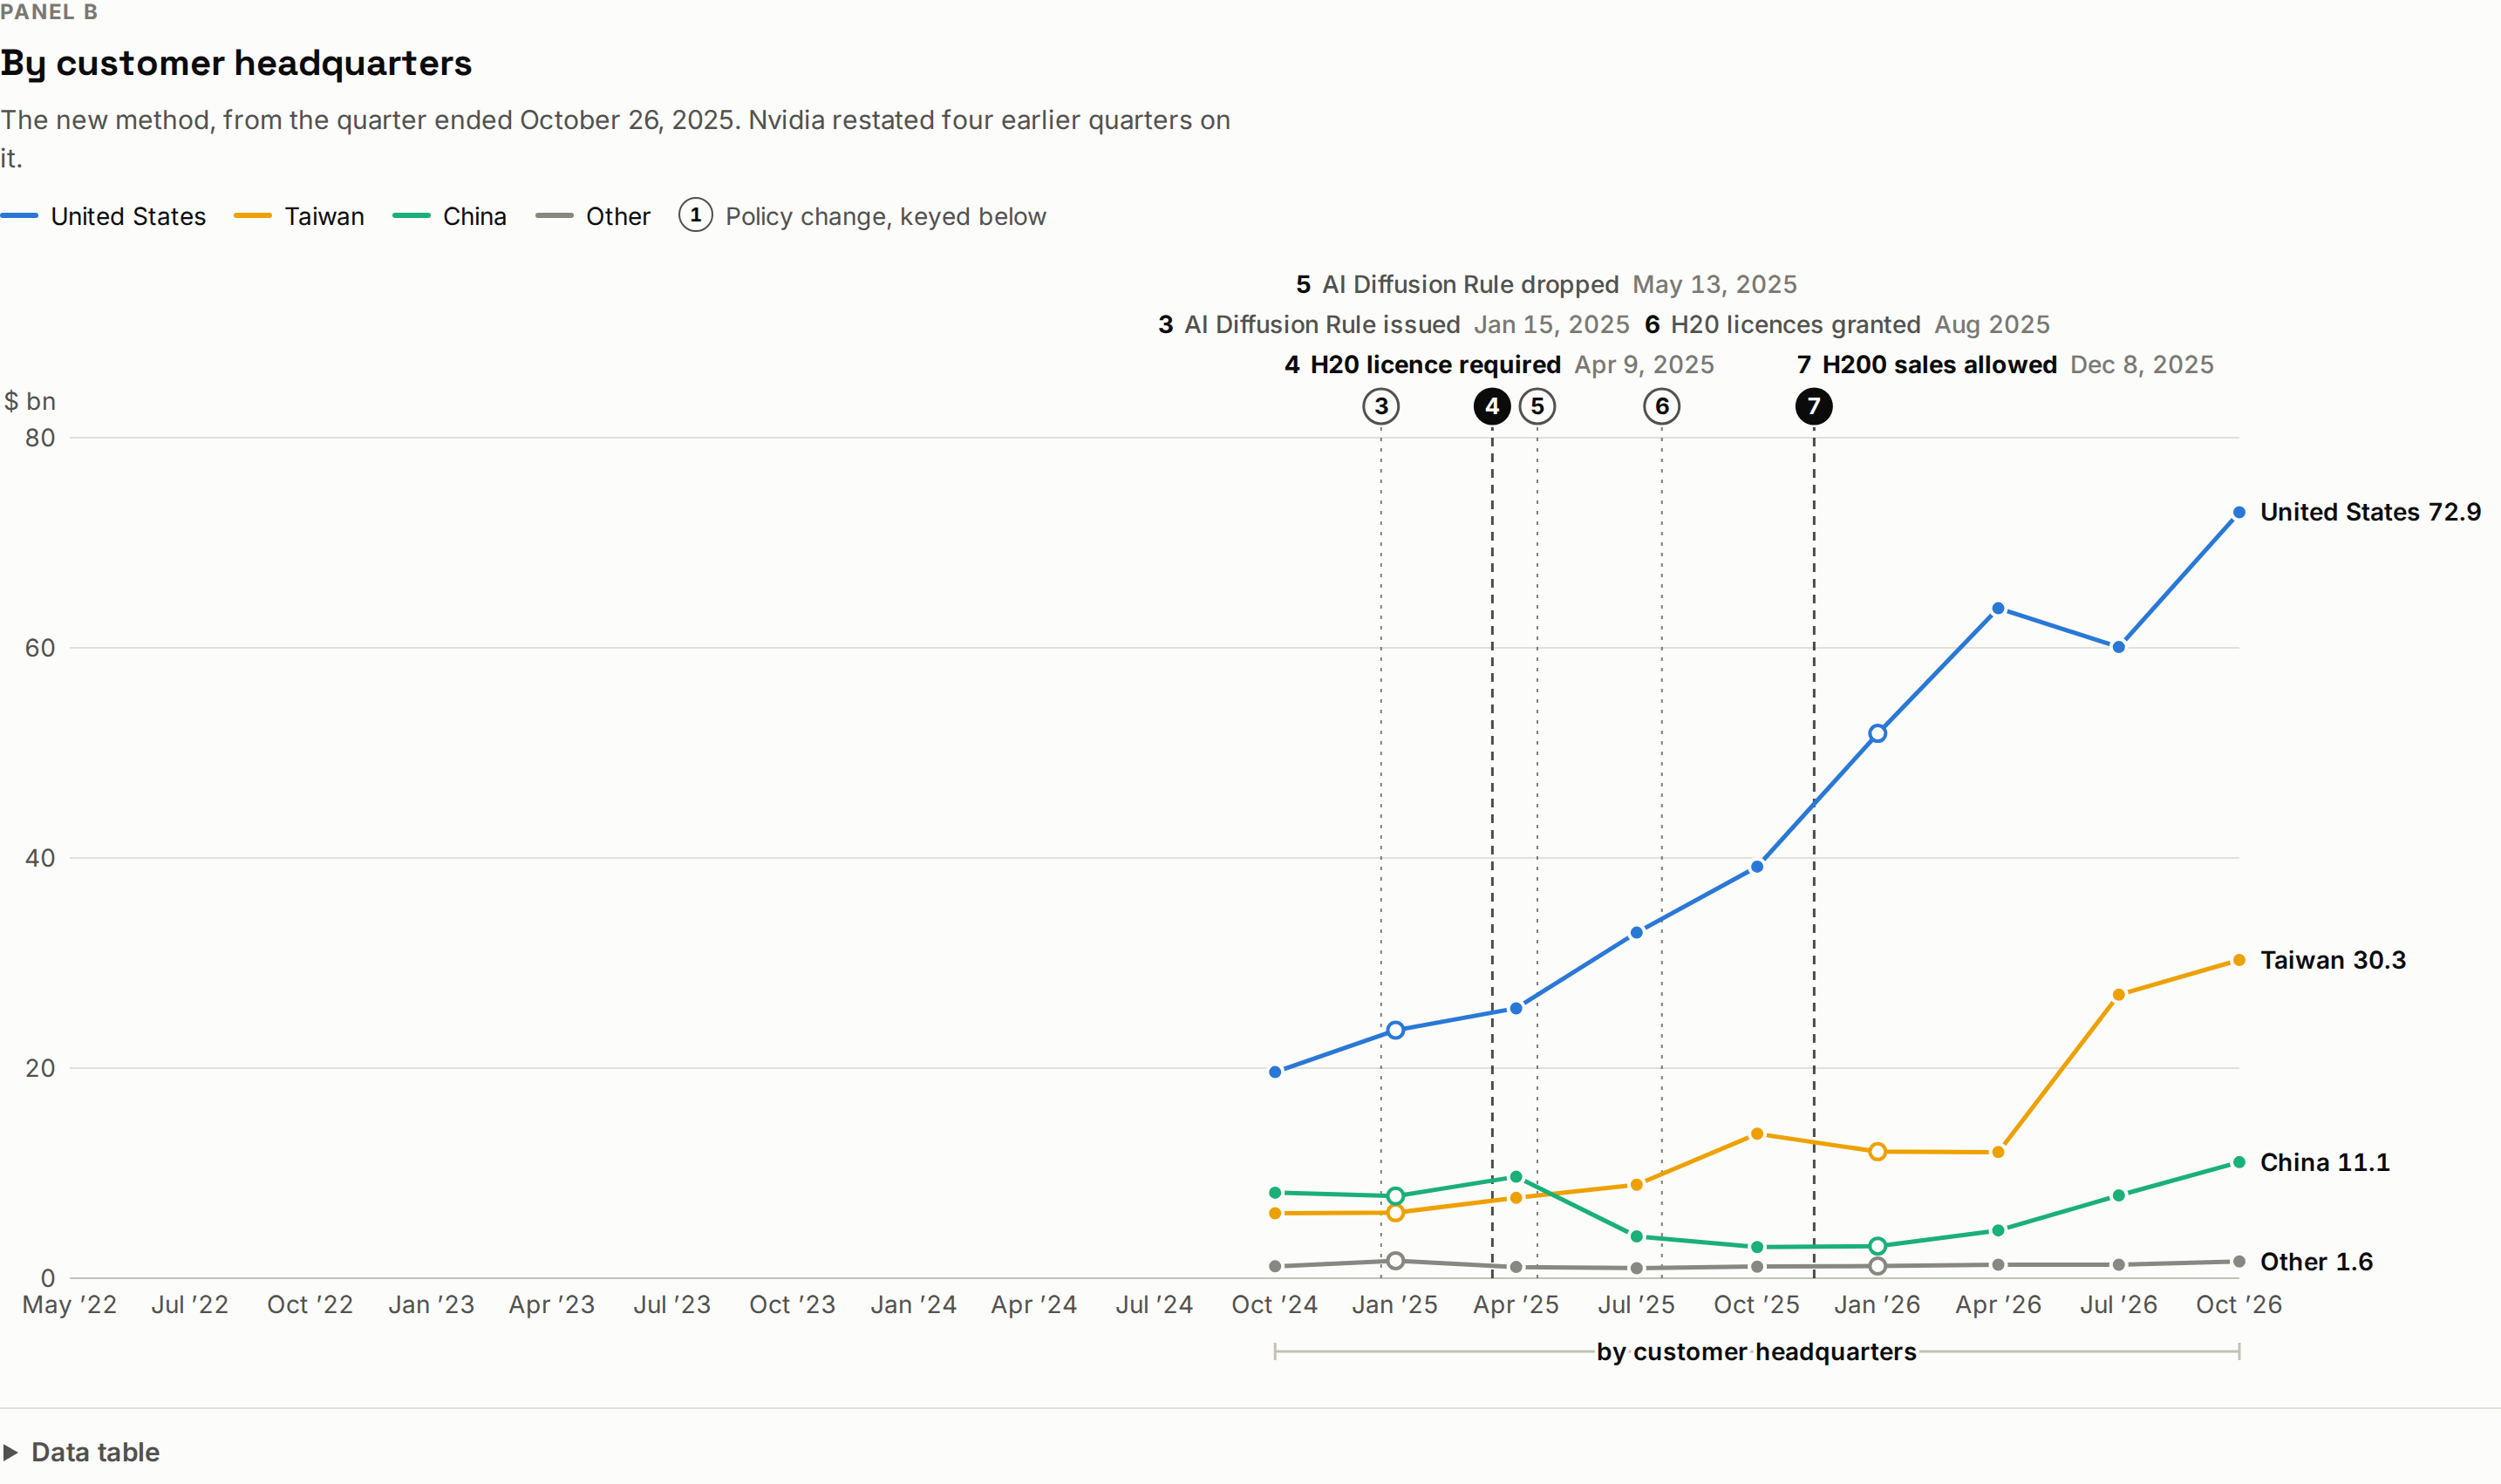 PANEL B
By customer headquarters
The new method, from the quarter ended October 26, 2025. Nvidia restated four earlier quarters on
it.
United States Taiwan China Other 1 Policy change, keyed below
5 AI Diffusion Rule dropped May 13, 2025
3 AI Diffusion Rule issued Jan 15, 2025 6 H20 licences granted Aug 2025
4 H20 licence required Apr 9, 2025 7 H200 sales allowed Dec 8, 2025
$ bn
3 4 5 6 7
80
United States 72.9
60
40
Taiwan 30.3
20
China 11.1
Other 1.6
0
May ’22 Jul ’22 Oct ’22 Jan ’23 Apr ’23 Jul ’23 Oct ’23 Jan ’24 Apr ’24 Jul ’24 Oct ’24 Jan ’25 Apr ’25 Jul ’25 Oct ’25 Jan ’26 Apr ’26 Jul ’26 Oct ’26
by customer headquarters
Data table